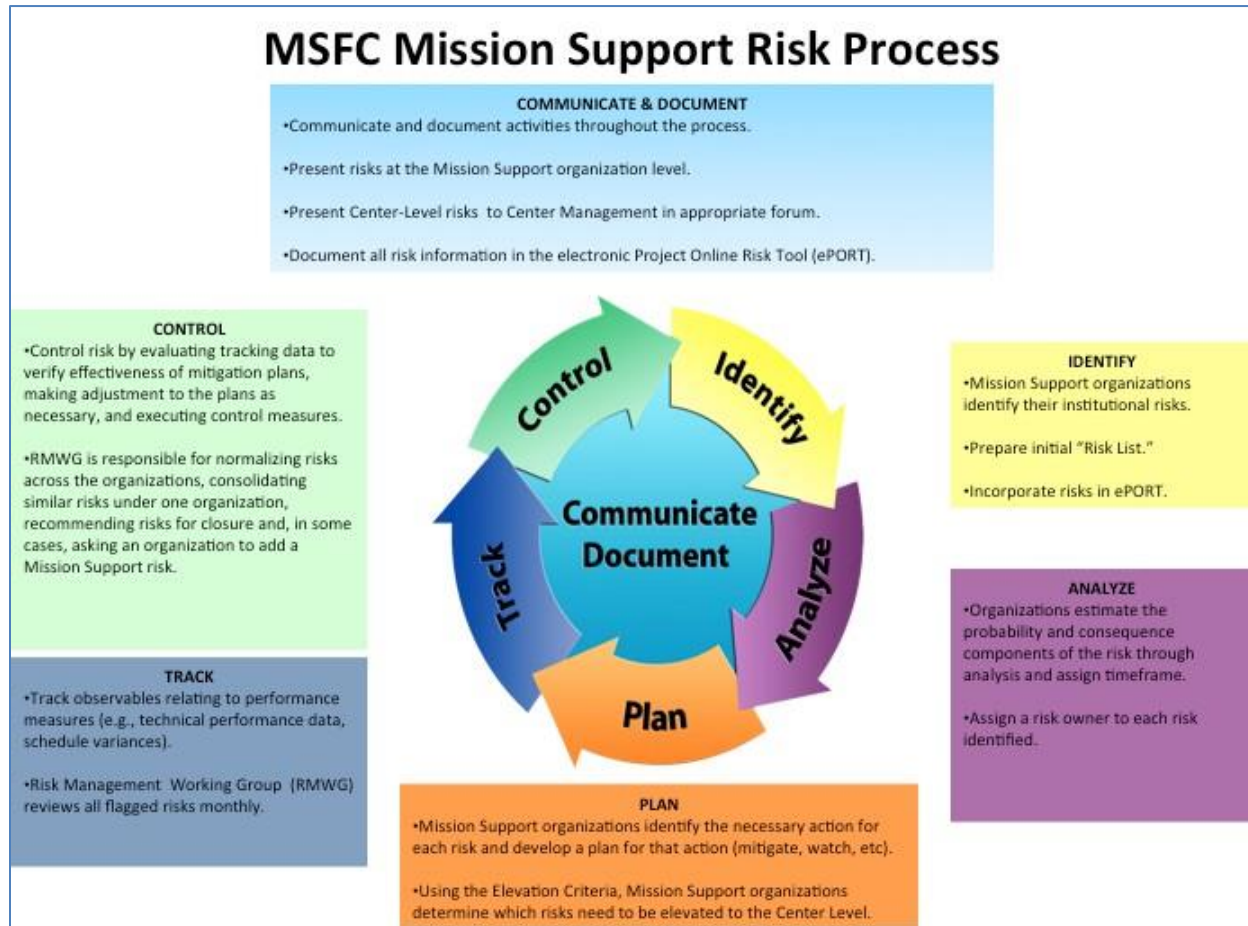 MSFC Mission Support Risk Process
COMMUNICATE & DOCUMENT
•Communicate and document activities throughout the process.
•Present risks at the Mission Support organization level.
•Present Center-Level risks to Center Management in appropriate forum.
•Document all risk information in the electronic Project Online Risk Tool (ePORT).
CONTROL
•Control risk by evaluating tracking data to
verify effectiveness of mitigation plans,
making adjustment to the plans as
necessary, and executing control measures.
•RMWG is responsible for normalizing risks
across the organizations, consolidating
similar risks under one organization,
recommending risks for closure and, in some
cases, asking an organization to add a
Mission Support risk.
TRACK
•Track observables relating to performance
measures (e.g., technical performance data,
schedule variances).
•Risk Management Working Group (RMWG)
reviews all flagged risks monthly.
Control
Identify
Analyze
Plan
Track
Communicate
Document
IDENTIFY
•Mission Support organizations
identify their institutional risks.
•Prepare initial “Risk List.”
•Incorporate risks in ePORT.
ANALYZE
•Organizations estimate the
probability and consequence
components of the risk through
analysis and assign timeframe.
•Assign a risk owner to each risk
identified.
PLAN
•Mission Support organizations identify the necessary action for
each risk and develop a plan for that action (mitigate, watch, etc).
•Using the Elevation Criteria, Mission Support organizations
determine which risks need to be elevated to the Center Level.